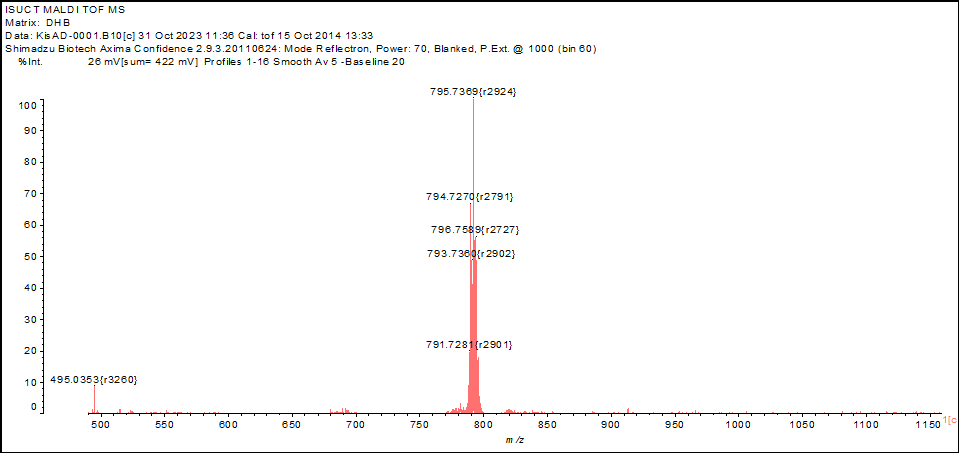 ISUCT MALDI TOF MS
Matrix: DHB
Data: KisAD-0001.B10[c] 31 Oct 2023 11:36 Cal: tof 15 Oct 2014 13:33
Shimadzu Biotech Axima Confidence 2.9.3.20110624: Mode Reflectron, Power: 70, Blanked, P.Ext. @ 1000 (bin 60)
%Int. 26 mV[sum= 422 mV] Profiles 1-16 Smooth Av 5 -Baseline 20
795.7369{r2924}
100
90
80
70
794.7270{r2791}
60
796.7589{r2727}
793.7360{r2902}
50
40
30
791.7281{r2901}
20
495.0353{r3260}
10
0
1[c
500 550 600 650 700 750 800 850 900 950 1000 1050 1100 1150
m/z